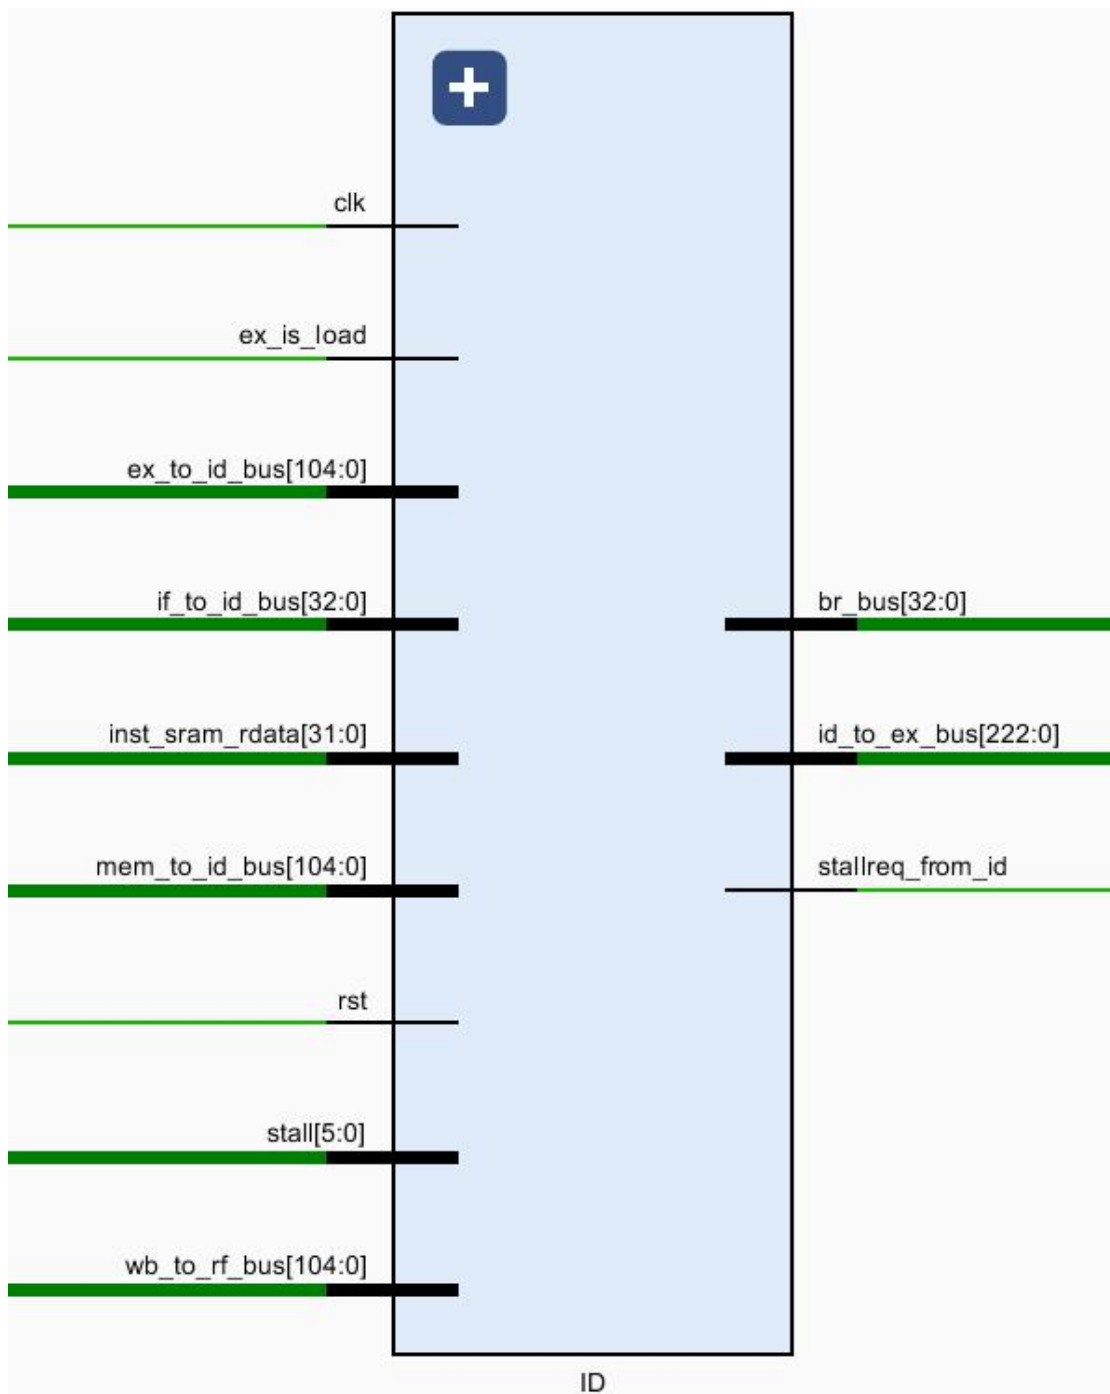 clk
ex_is_load
ex_to_id_bus[104:0]
if_to_id_bus[32:0]
inst_sram_rdata[31:0]
mem_to_id_bus[104:0]
rst
stall[5:0]
wb_to_rf_bus[104:0]
br_bus[32:0]
id_to_ex_bus[222:0]
stallreq_from_id
ID